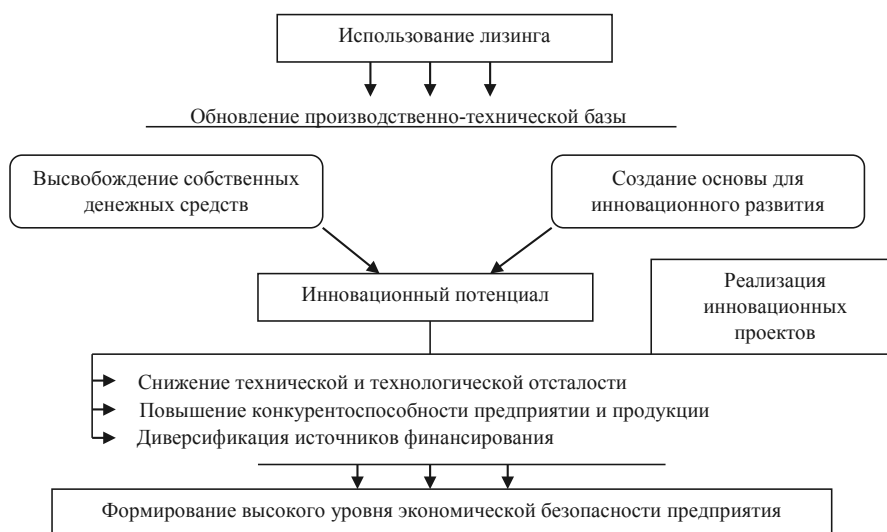 Использование лизинга
Обновление производственно-технической базы
Высвобождение собственных
денежных средств
Создание основы для
инновационного развития
Инновационный потенциал
Реализация
инновационных
проектов
Снижение технической и технологической отсталости
Повышение конкурентоспособности предприятии и продукции
Диверсификация источников финансирования
Формирование высокого уровня экономической безопасности предприятия